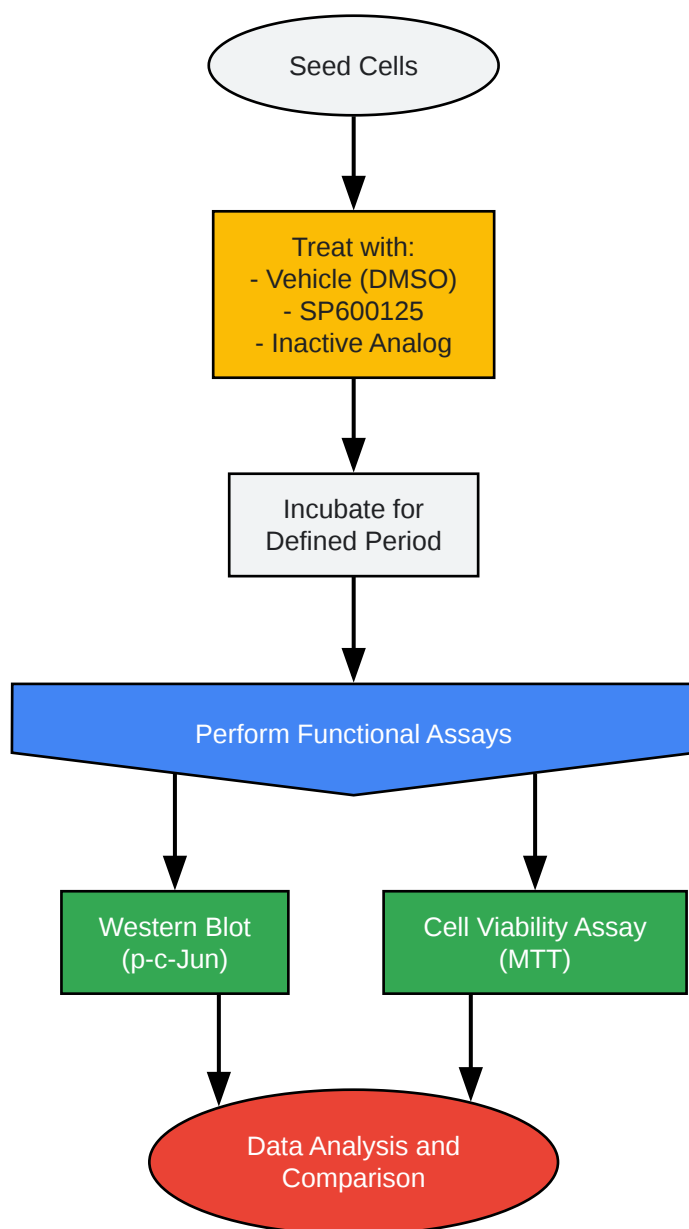 Seed Cells
Treat with:
- Vehicle (DMSO)
- SP600125
- Inactive Analog
Incubate for
Defined Period
Perform Functional Assays
Western Blot
(p-c-Jun)
Cell Viability Assay
(MTT)
Data Analysis and
Comparison